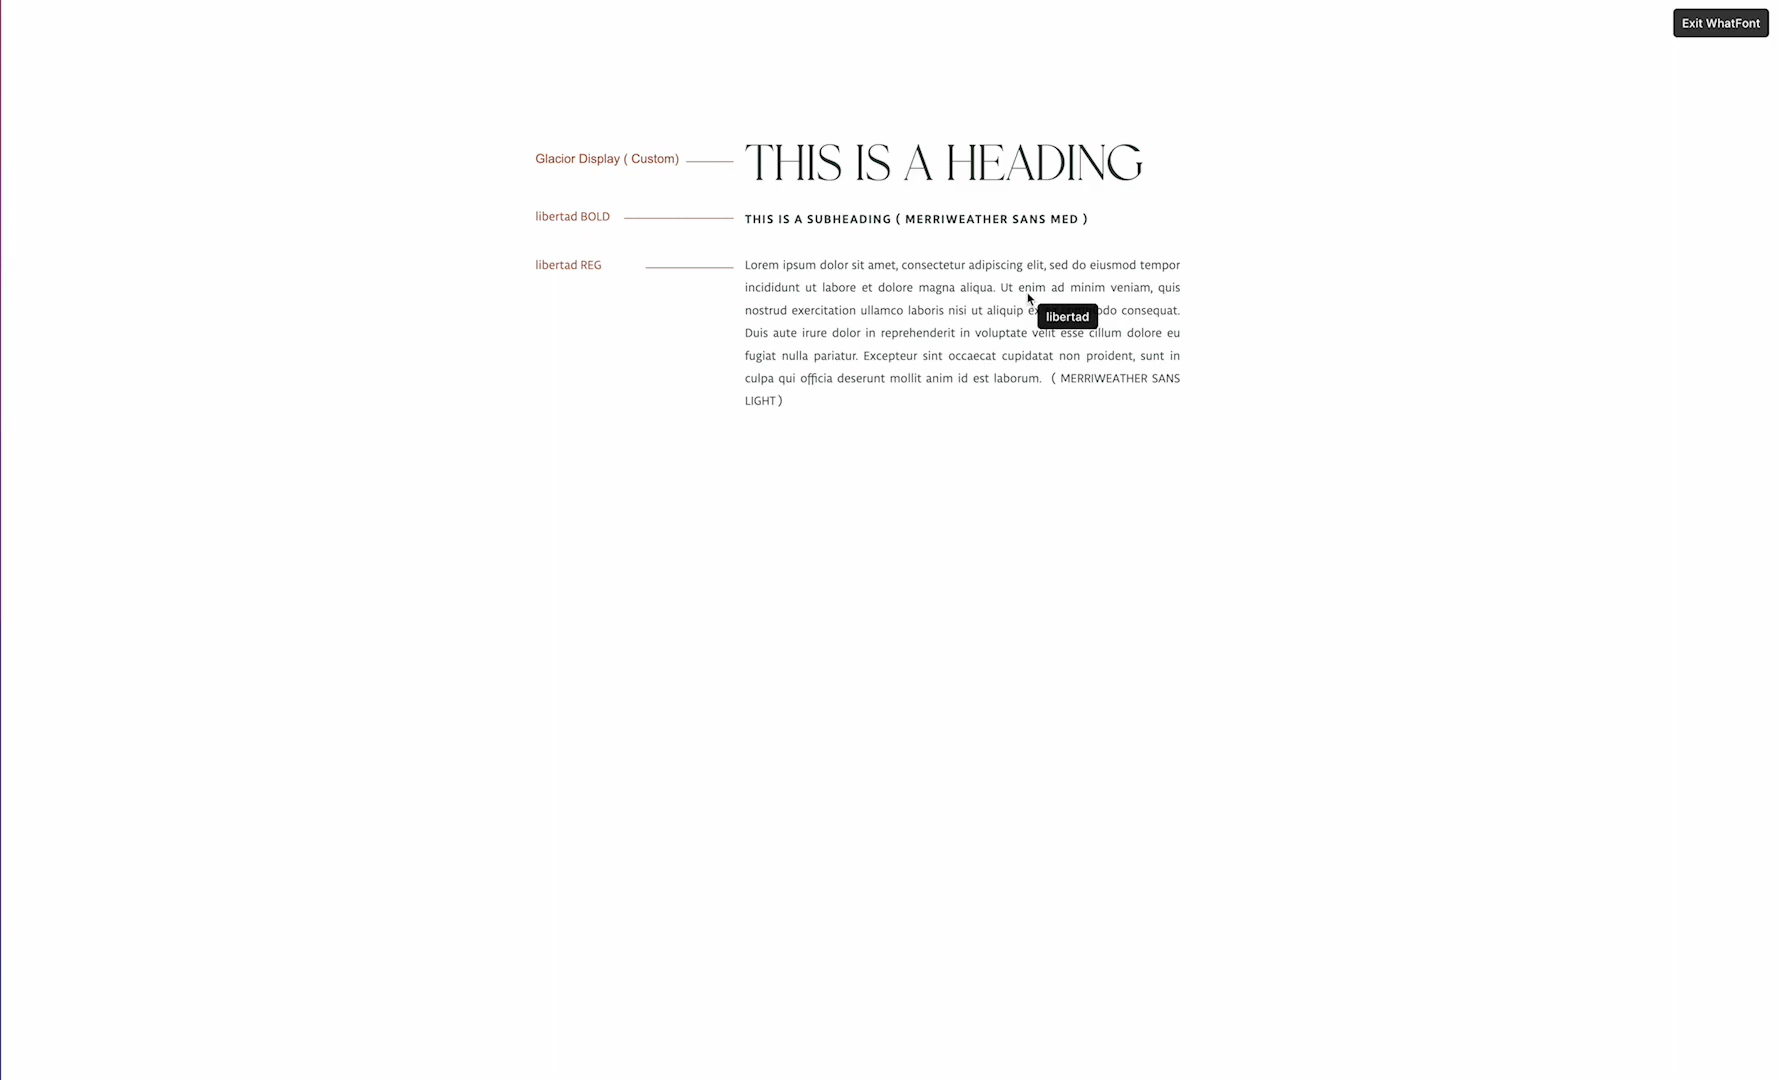 Exit WhatFont
Glacior Display ( Custom)
THIS IS A HEADING
libertad BOLD
THIS IS A SUBHEADING ( MERRIWEATHER SANS MED )
libertad REG
Lorem ipsum dolor sit amet, consectetur adipiscing elit, sed do eiusmod tempor
incididunt ut labore et dolore magna aliqua. Ut enim ad minim veniam, quis
nostrud exercitation ullamco laboris nisi ut aliquip consequat.
libertad
Duis aute irure dolor in reprehenderit in voluptate velit esse cillum dolore eu
fugiat nulla pariatur. Excepteur sint occaecat cupidatat non proident, sunt in
culpa qui officia deserunt mollit anim id est laborum. ( MERRIWEATHER SANS
LIGHT )